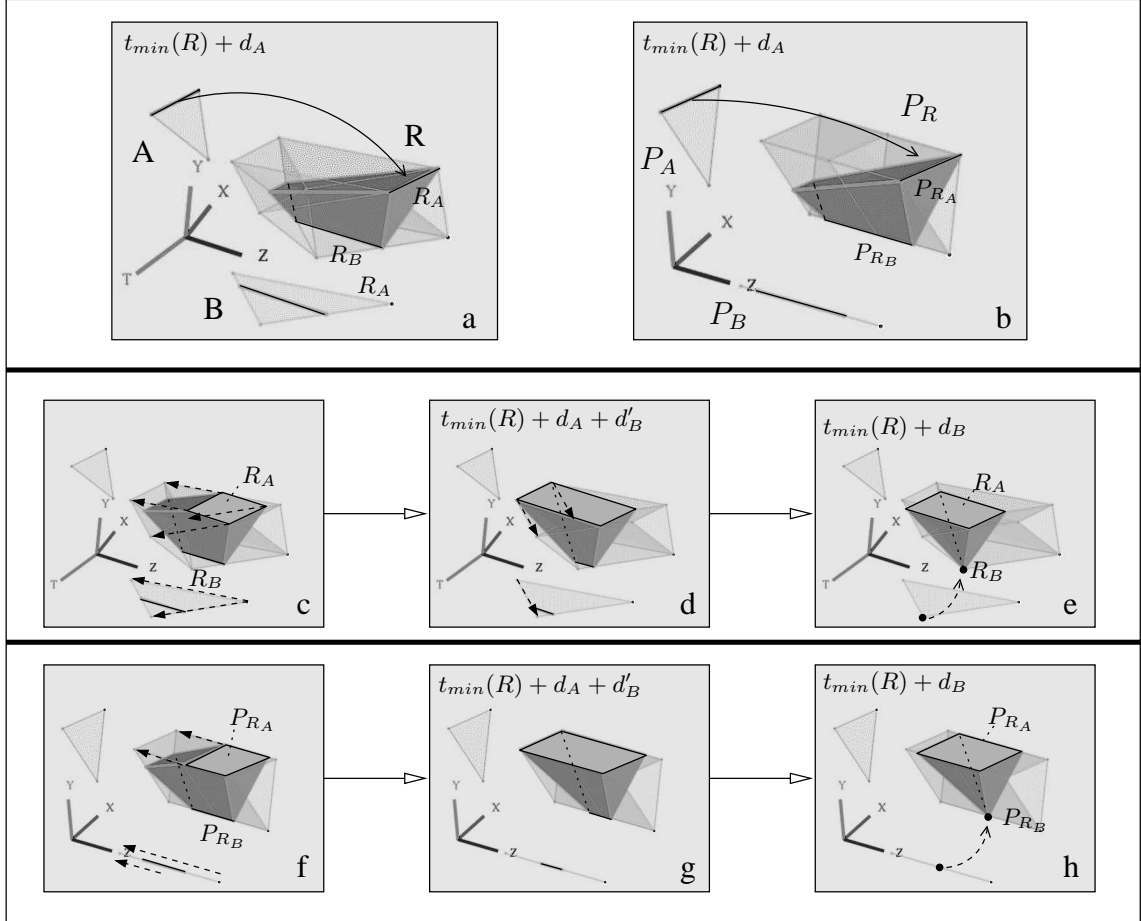 t_{min}(R) + d_A
A
R
Y
X
R_A
R_B
Z
T
R_A
B
a
t_{min}(R) + d_A
P_R
P_A
P_{R_A}
Y
X
P_{R_B}
Z
P_B
b
R_A
Y
X
Z
T
R_B
c
t_{min}(R) + d_A + d'_B
Y
X
Z
T
d
t_{min}(R) + d_B
R_A
Y
X
Z
R_B
T
e
P_{R_A}
Y
X
P_{R_B}
Z
f
t_{min}(R) + d_A + d'_B
Y
X
Z
g
t_{min}(R) + d_B
P_{R_A}
Y
X
P_{R_B}
Z
h